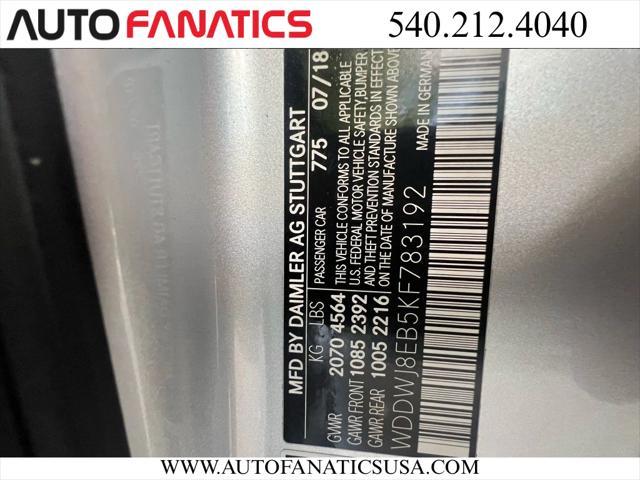 AUTOFANATICS 540.212.4040
MFD BY DAIMLER AG STUTTGART
KG LBS PASSENGER CAR 775 07/18
GVWR 2070 4564 THIS VEHICLE CONFORMS TO ALL APPLICABLE
GAWR FRONT 1085 2392 U.S. FEDERAL MOTOR VEHICLE SAFETY, BUMPER,
GAWR REAR 1005 2216 AND THEFT PREVENTION STANDARDS IN EFFECT
ON THE DATE OF MANUFACTURE SHOWN ABOVE
WDDWJ8EB5KF783192 MADE IN GERMANY
WWW.AUTOFANATICSUSA.COM